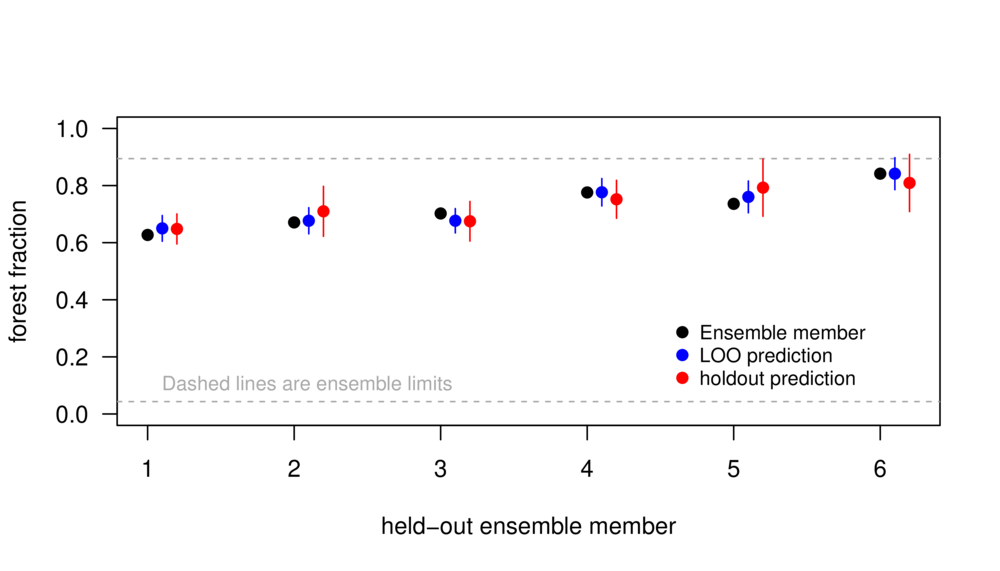 1.0
0.8
0.6
0.4
0.2
0.0
forest fraction
Ensemble member
LOO prediction
holdout prediction
Dashed lines are ensemble limits
1 2 3 4 5 6
held−out ensemble member